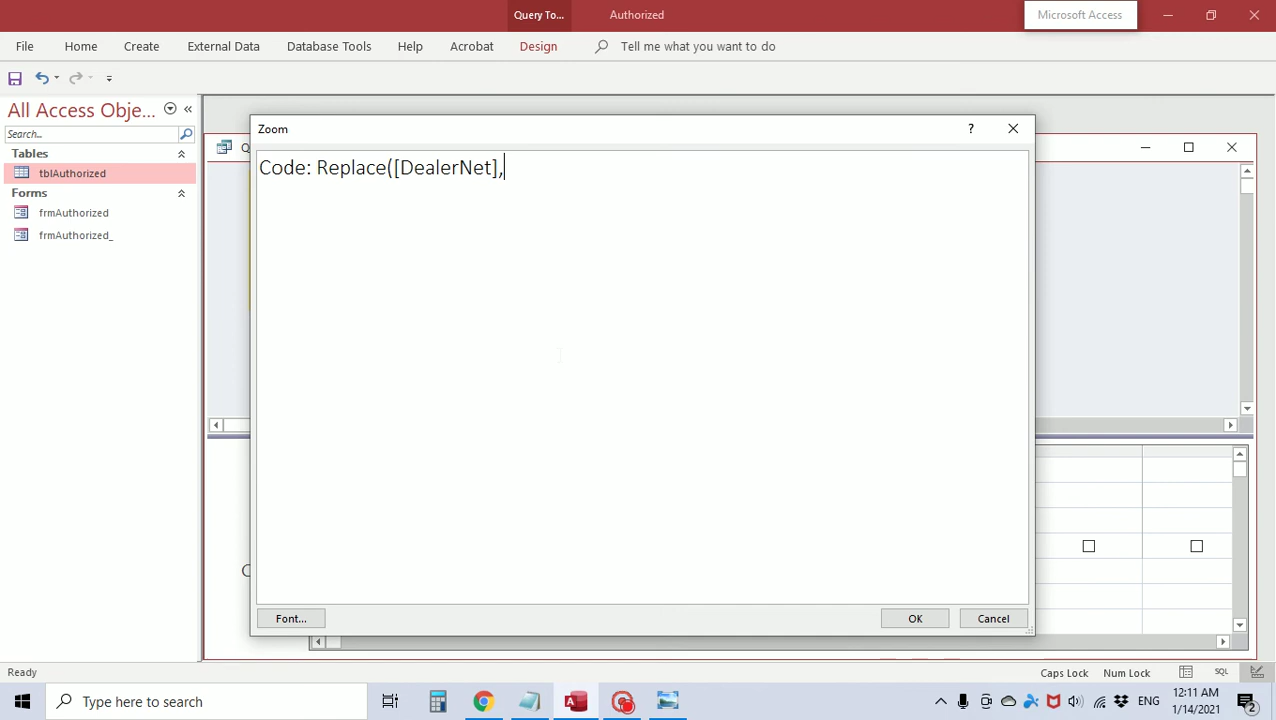 Query To...
Authorized
Microsoft Access
File
Home
Create
External Data
Database Tools
Help
Acrobat
Design
Tell me what you want to do
All Access Obje...
Search...
Tables
tblAuthorized
Forms
frmAuthorized
frmAuthorized_
Zoom
Code: Replace([DealerNet],
Font...
OK
Cancel
Ready
Caps Lock
Num Lock
SQL
Type here to search
ENG
12:11 AM
1/14/2021
2